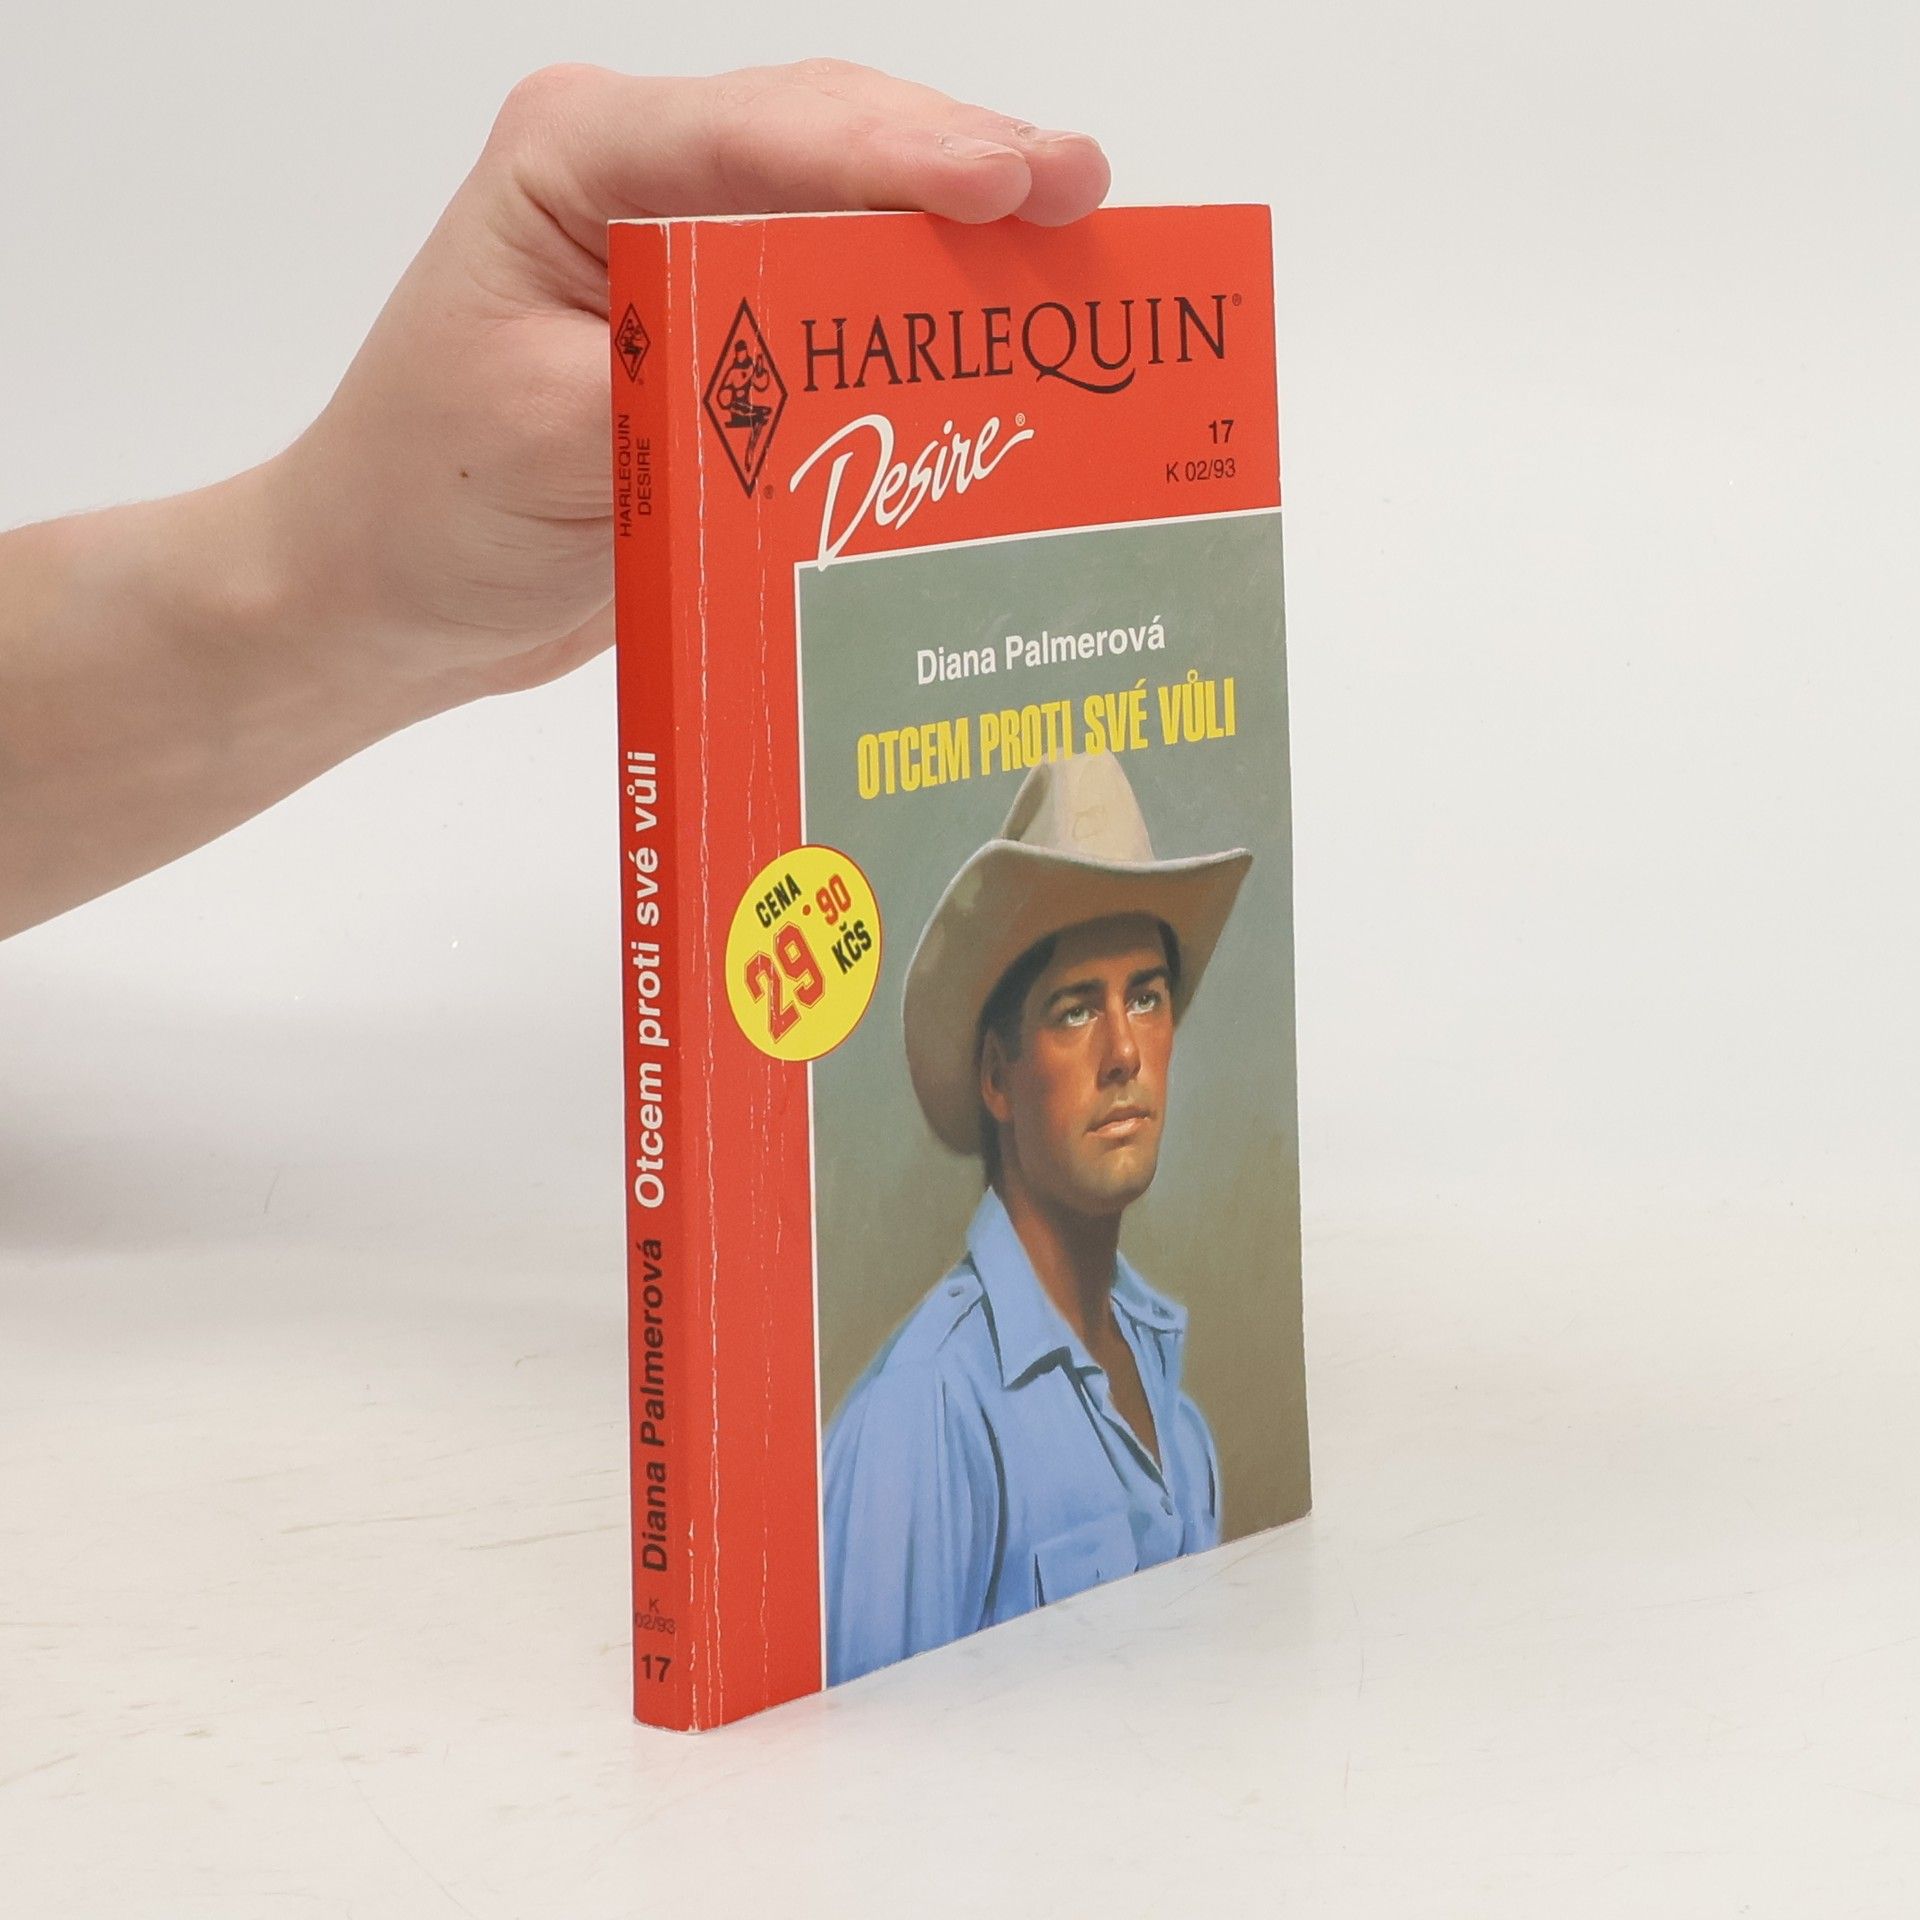 HARLEQUIN®
Desire®
17
K 02/93
Diana Palmerová
OTCEM PROTI SVÉ VŮLI
CENA
29.90
KČS
®
HARLEQUIN
DESIRE
Otcem proti své vůli
Diana Palmerová
K
02/93
17